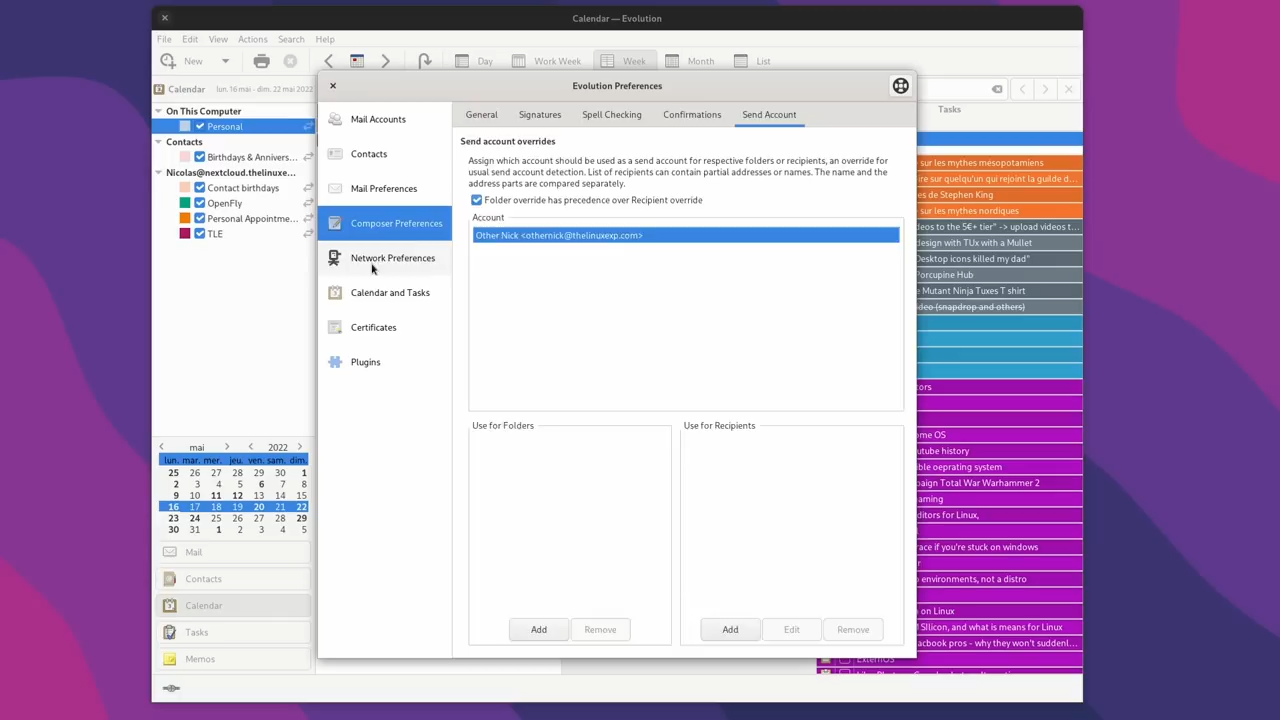 Calendar — Evolution
File Edit View Actions Search Help
New Day Work Week Week Month List
Calendar lun. 16 mai - dim. 22 mai 2022
On This Computer
Personal
Contacts
Birthdays & Annivers...
Nicolas@nextcloud.thelinuxe...
Contact birthdays
OpenFly
Personal Appointme...
TLE
mai 2022
lun. mar. mer. jeu. ven. sam. dim.
25 26 27 28 29 30 1
2 3 4 5 6 7 8
9 10 11 12 13 14 15
16 17 18 19 20 21 22
23 24 25 26 27 28 29
30 31 1 2 3 4 5
Mail
Contacts
Calendar
Tasks
Memos
Evolution Preferences
Mail Accounts
Contacts
Mail Preferences
Composer Preferences
Network Preferences
Calendar and Tasks
Certificates
Plugins
General Signatures Spell Checking Confirmations Send Account
Send account overrides
Assign which account should be used as a send account for respective folders or recipients, an override for
usual send account detection. List of recipients can contain partial addresses or names. The name and the
address parts are compared separately.
Folder override has precedence over Recipient override
Account
Other Nick <othernick@thelinuxexp.com>
Use for Folders
Add Remove
Use for Recipients
Add Edit Remove
Tasks
sur les mythes mésopotamiens
ire sur quelqu'un qui rejoint la guilde d...
es de Stephen King
sur les mythes nordiques
deos to the 5€+ tier" -> upload videos t...
design with TUx with a Mullet
Desktop icons killed my dad"
Porcupine Hub
e Mutant Ninja Tuxes T shirt
deo (snapdrop and others)
tors
ome OS
utube history
ble oeprating system
paign Total War Warhammer 2
aming
ditors for Linux,
race if you're stuck on windows
r
o environments, not a distro
o on Linux
M SIlicon, and what is means for Linux
acbook pros - why they won't suddenl...
ExternOS